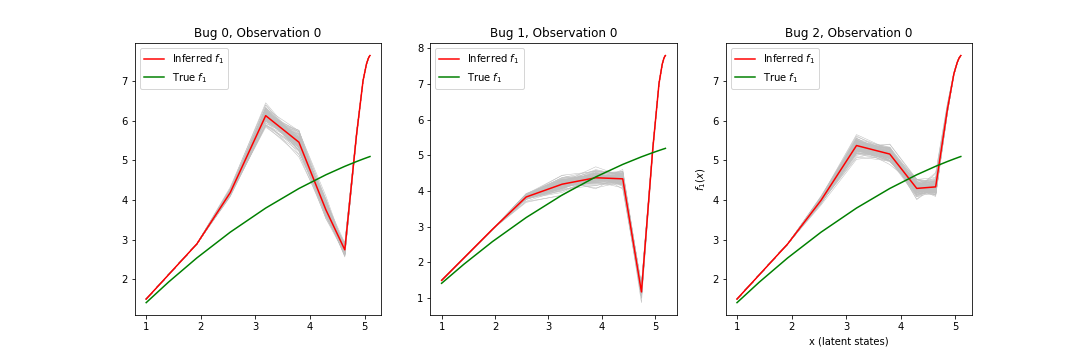 Bug 0, Observation 0
Inferred f₁
True f₁
7
6
5
4
3
2
1 2 3 4 5
Bug 1, Observation 0
Inferred f₁
True f₁
8
7
6
5
4
3
2
1
1 2 3 4 5
Bug 2, Observation 0
Inferred f₁
True f₁
f₁(x)
7
6
5
4
3
2
1 2 3 4 5
x (latent states)